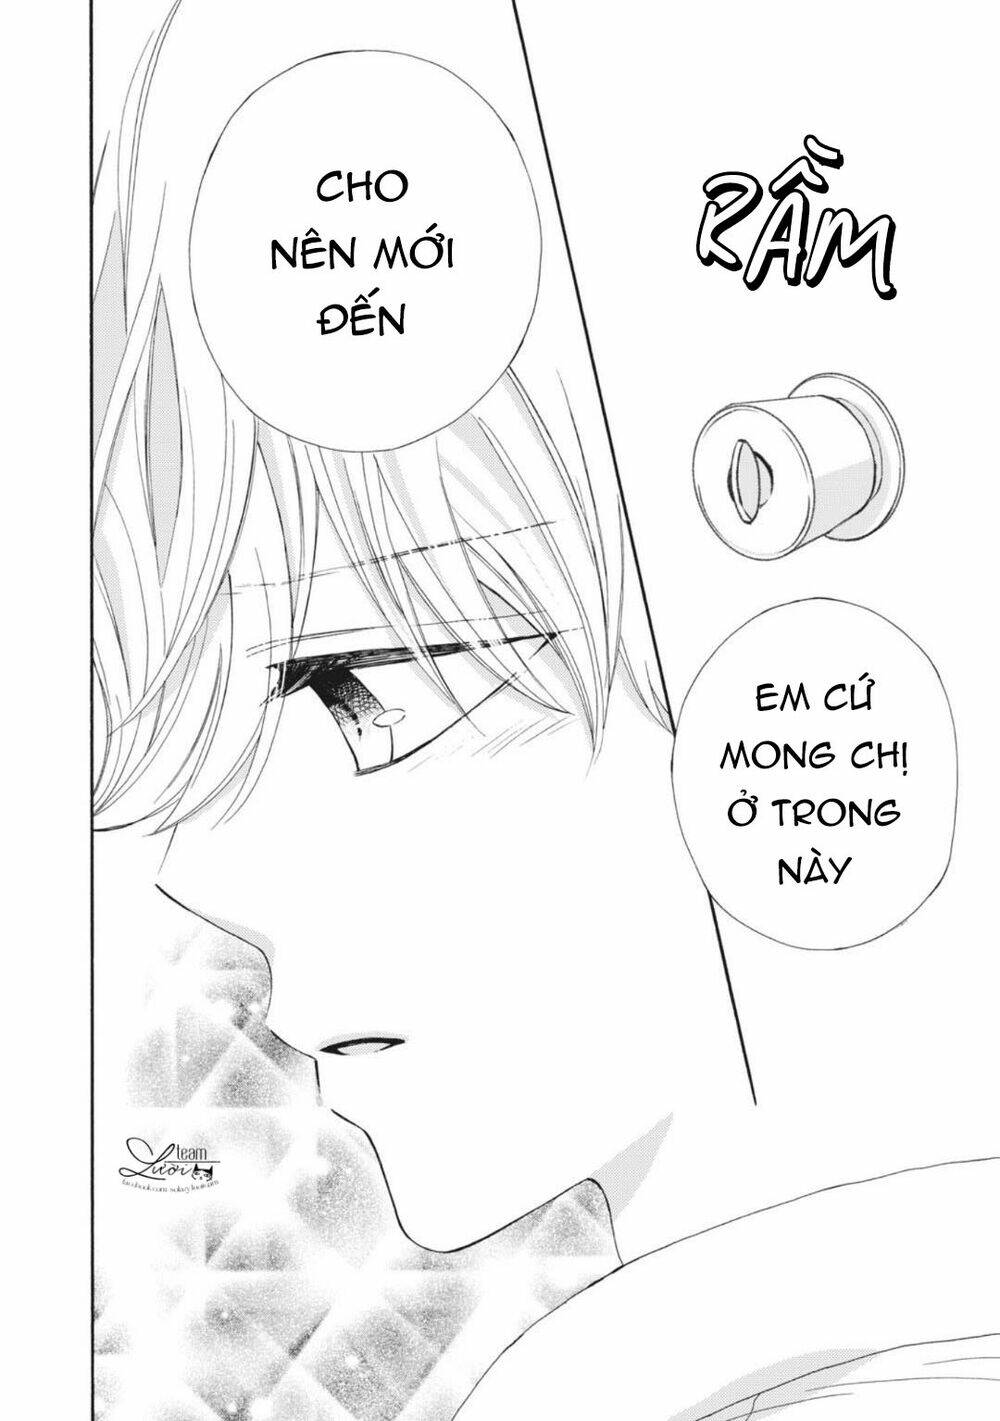 RẦM
EM CỨ
MONG CHỊ
Ở TRONG
NÀY
CHO
NÊN MỚI
ĐẾN
team
Lười